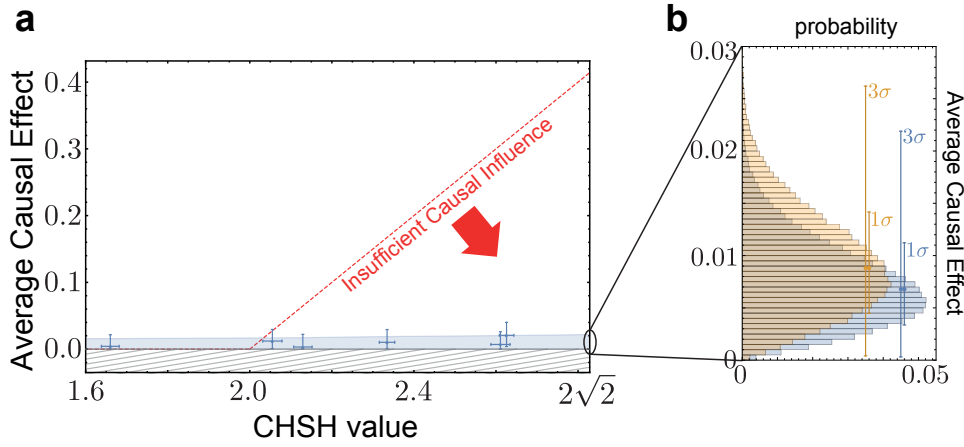 a
Average Causal Effect
0.4
0.3
0.2
0.1
0.0
Insufficient Causal Influence
1.6
2.0
2.4
2√2
CHSH value
b
probability
0.03
0.02
0.01
0
0
0.05
3σ
3σ
1σ
1σ
Average Causal Effect